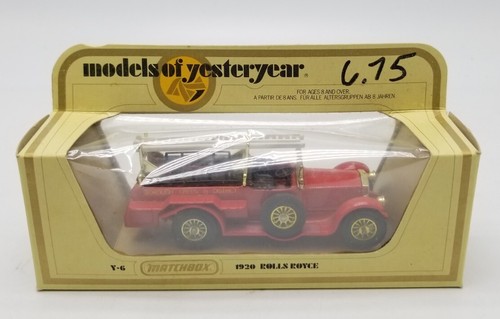 models of yesteryear®
6.75
FOR AGES 8 AND OVER.
A PARTIR DE 8 ANS. FÜR ALLE ALTERSGRUPPEN AB 8 JAHREN.
Y-6 MATCHBOX 1920 ROLLS ROYCE